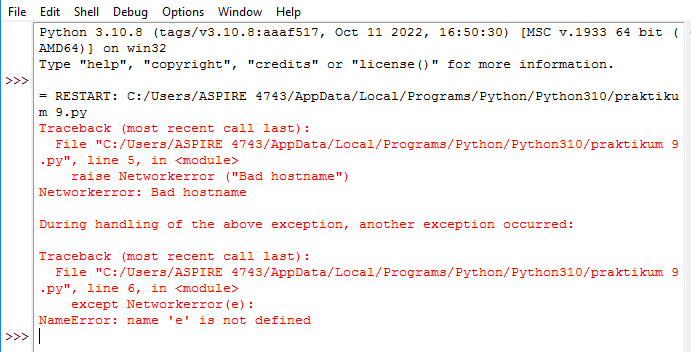 File Edit Shell Debug Options Window Help
Python 3.10.8 (tags/v3.10.8:aaaf517, Oct 11 2022, 16:50:30) [MSC v.1933 64 bit (
AMD64)] on win32
Type "help", "copyright", "credits" or "license()" for more information.
>>>
= RESTART: C:/Users/ASPIRE 4743/AppData/Local/Programs/Python/Python310/praktiku
m 9.py
Traceback (most recent call last):
  File "C:/Users/ASPIRE 4743/AppData/Local/Programs/Python/Python310/praktikum 9
.py", line 5, in <module>
    raise Networkerror ("Bad hostname")
Networkerror: Bad hostname

During handling of the above exception, another exception occurred:

Traceback (most recent call last):
  File "C:/Users/ASPIRE 4743/AppData/Local/Programs/Python/Python310/praktikum 9
.py", line 6, in <module>
    except Networkerror(e):
NameError: name 'e' is not defined
>>>